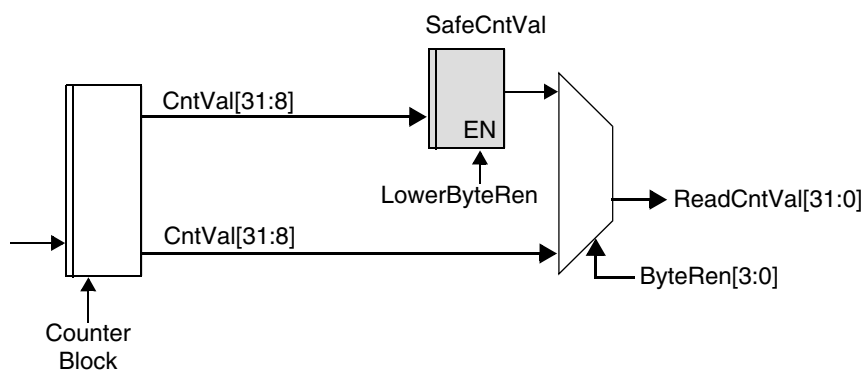 SafeCntVal
CntVal[31:8]
EN
LowerByteRen
ReadCntVal[31:0]
CntVal[31:8]
ByteRen[3:0]
Counter
Block